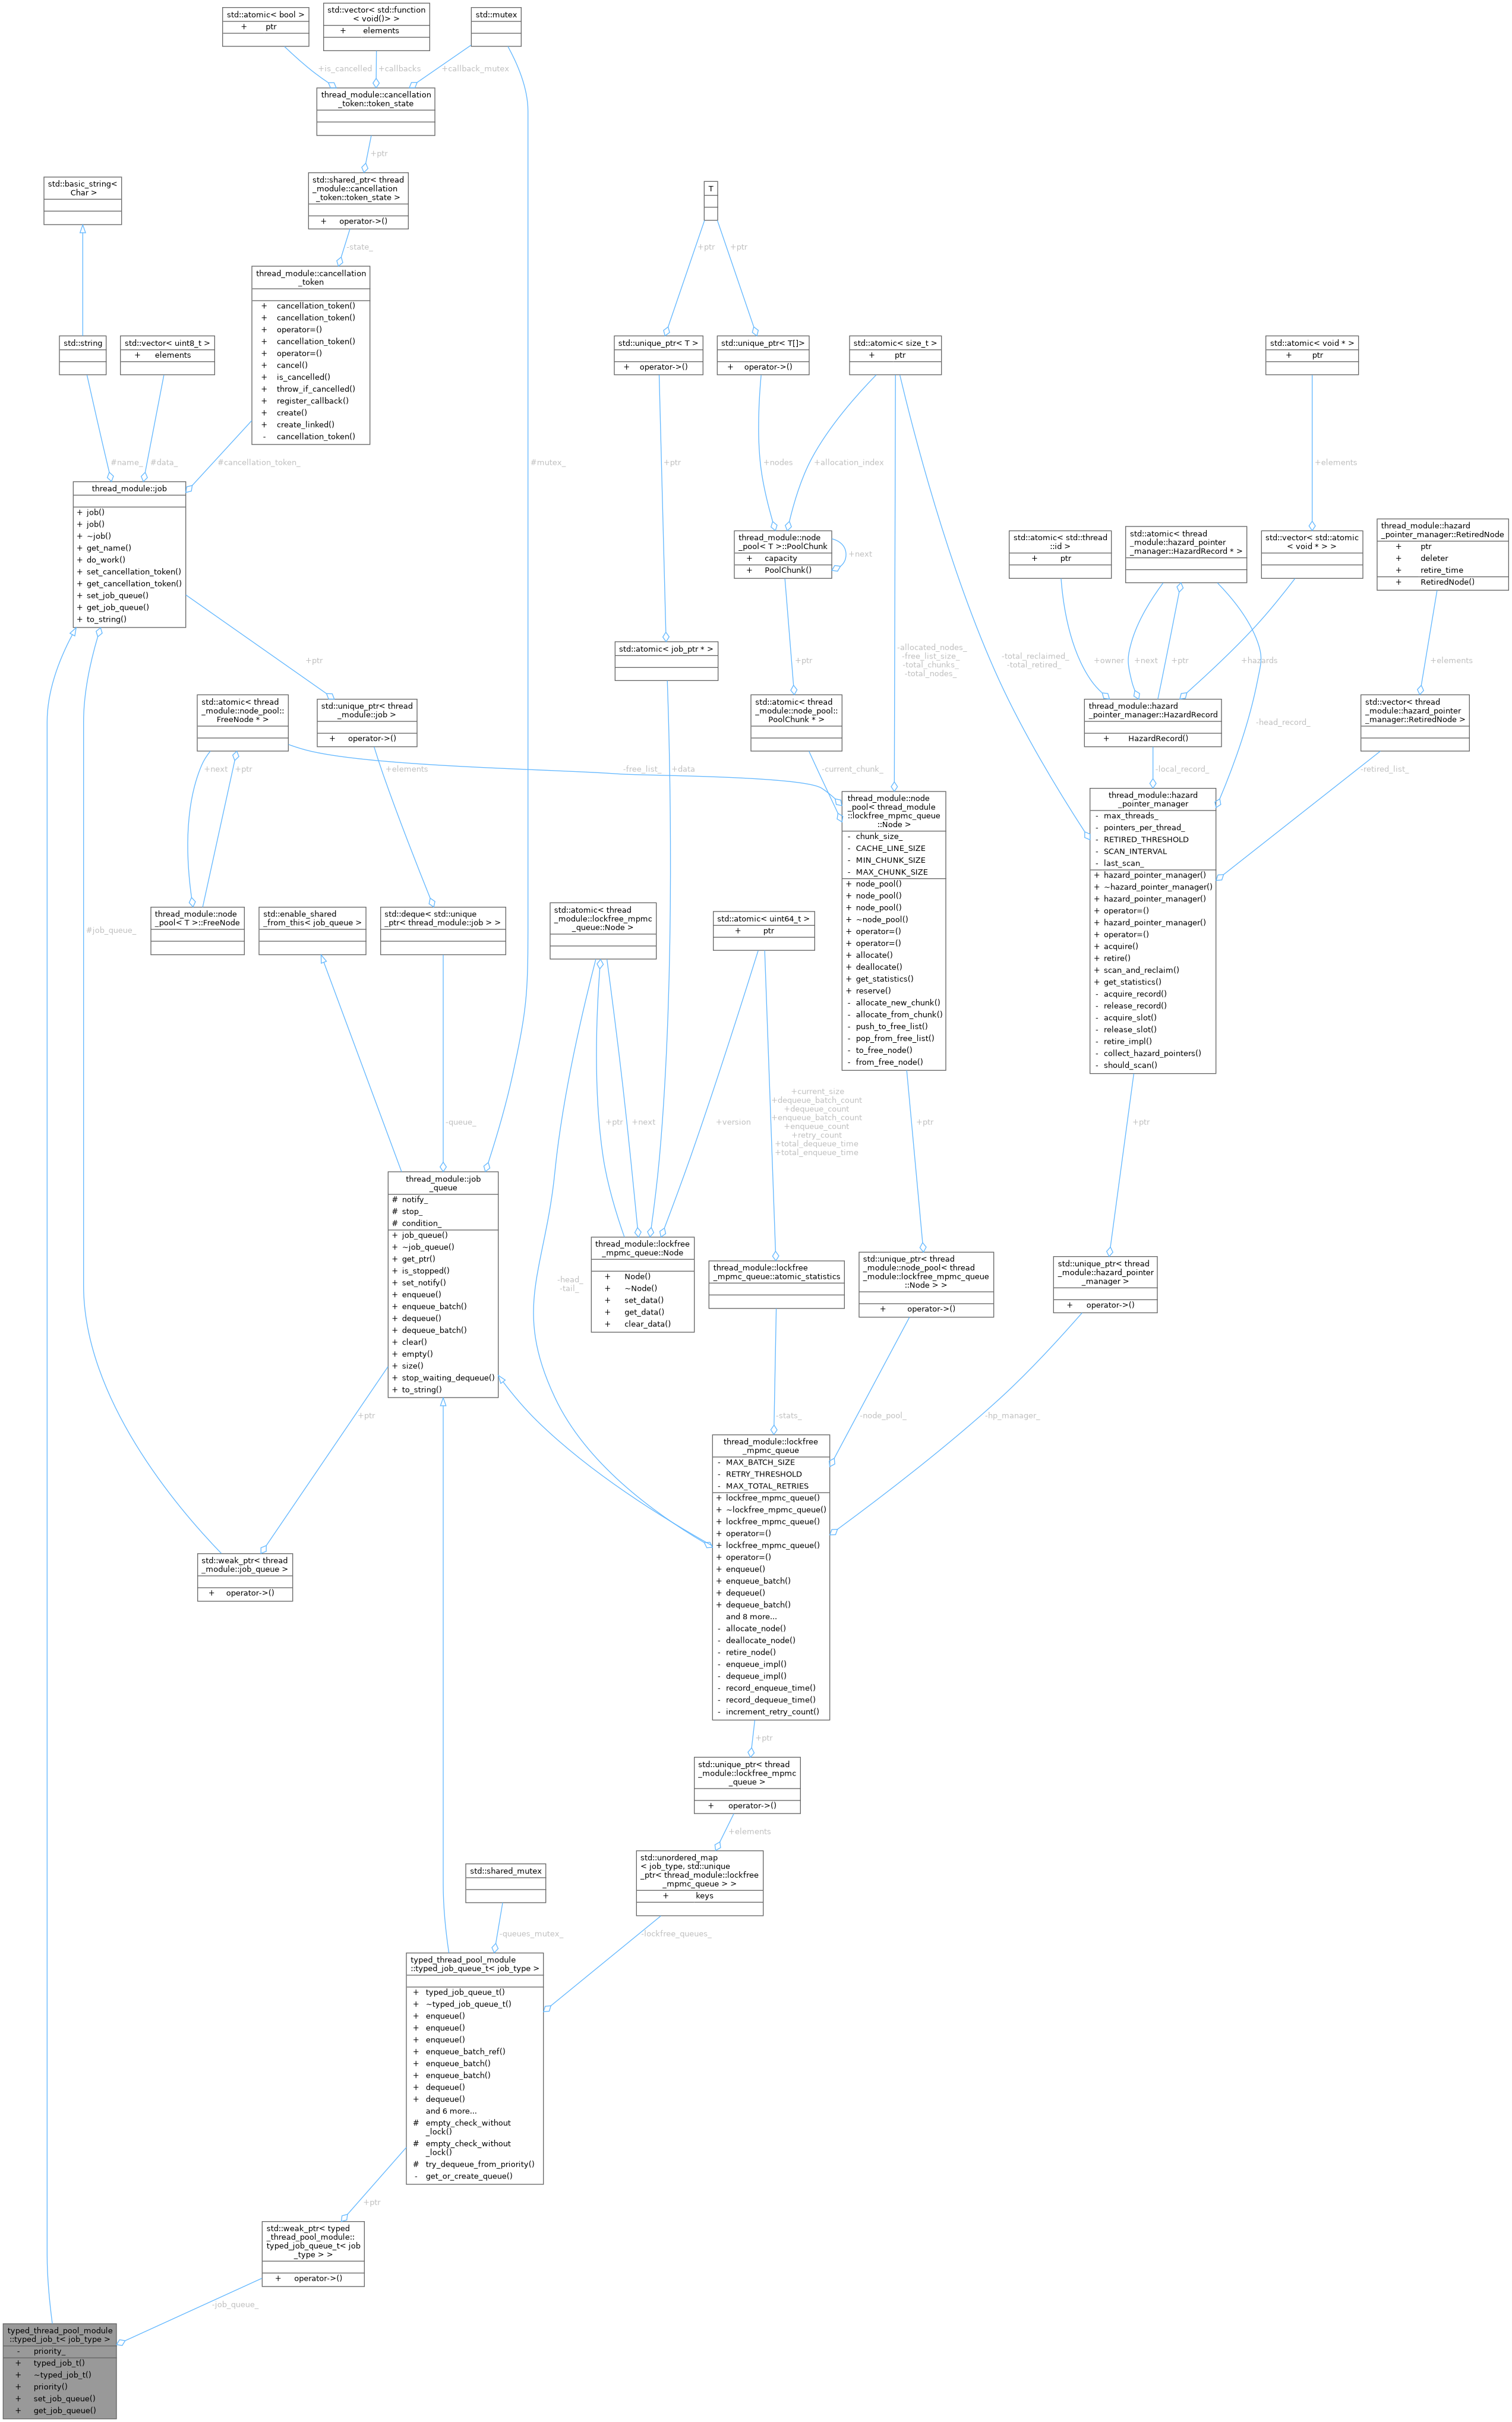 std::atomic< bool >
+ ptr
std::vector< std::function
< void()> >
+ elements
std::mutex
+is_cancelled
+callbacks
+callback_mutex
thread_module::cancellation
_token::token_state
+ptr
std::basic_string<
Char >
std::shared_ptr< thread
_module::cancellation
_token::token_state >
+ operator->()
T
-state_
+ptr
+ptr
thread_module::cancellation
_token
+ cancellation_token()
+ cancellation_token()
+ operator=()
+ cancellation_token()
+ operator=()
+ cancel()
+ is_cancelled()
+ throw_if_cancelled()
+ register_callback()
+ create()
+ create_linked()
- cancellation_token()
std::string
std::vector< uint8_t >
+ elements
std::unique_ptr< T >
+ operator->()
std::unique_ptr< T[]>
+ operator->()
std::atomic< size_t >
+ ptr
std::atomic< void * >
+ ptr
#name_
#data_
#cancellation_token_
#mutex_
+ptr
+nodes
+allocation_index
+elements
thread_module::job
+ job()
+ job()
+ ~job()
+ get_name()
+ do_work()
+ set_cancellation_token()
+ get_cancellation_token()
+ set_job_queue()
+ get_job_queue()
+ to_string()
thread_module::node
_pool< T >::PoolChunk
+ capacity
+ PoolChunk()
+next
std::atomic< std::thread
::id >
+ ptr
std::atomic< thread
_module::hazard_pointer
_manager::HazardRecord * >
std::vector< std::atomic
< void * > >
thread_module::hazard
_pointer_manager::RetiredNode
+ ptr
+ deleter
+ retire_time
+ RetiredNode()
+ptr
std::atomic< job_ptr * >
+ptr
-allocated_nodes_
-free_list_size_
-total_chunks_
-total_nodes_
-total_reclaimed_
-total_retired_
+owner
+next
+ptr
+hazards
+elements
std::atomic< thread
_module::node_pool::
FreeNode * >
std::unique_ptr< thread
_module::job >
+ operator->()
std::atomic< thread
_module::node_pool::
PoolChunk * >
thread_module::hazard
_pointer_manager::HazardRecord
+ HazardRecord()
-head_record_
std::vector< thread
_module::hazard_pointer
_manager::RetiredNode >
+next
+ptr
+elements
-free_list_
+data
-current_chunk_
-local_record_
-retired_list_
thread_module::node
_pool< thread_module
::lockfree_mpmc_queue
::Node >
- chunk_size_
- CACHE_LINE_SIZE
- MIN_CHUNK_SIZE
- MAX_CHUNK_SIZE
+ node_pool()
+ node_pool()
+ node_pool()
+ ~node_pool()
+ operator=()
+ operator=()
+ allocate()
+ deallocate()
+ get_statistics()
+ reserve()
- allocate_new_chunk()
- allocate_from_chunk()
- push_to_free_list()
- pop_from_free_list()
- to_free_node()
- from_free_node()
thread_module::hazard
_pointer_manager
- max_threads_
- pointers_per_thread_
- RETIRED_THRESHOLD
- SCAN_INTERVAL
- last_scan_
+ hazard_pointer_manager()
+ ~hazard_pointer_manager()
+ hazard_pointer_manager()
+ operator=()
+ hazard_pointer_manager()
+ operator=()
+ acquire()
+ retire()
+ scan_and_reclaim()
+ get_statistics()
- acquire_record()
- release_record()
- acquire_slot()
- release_slot()
- retire_impl()
- collect_hazard_pointers()
- should_scan()
thread_module::node
_pool< T >::FreeNode
std::enable_shared
_from_this< job_queue >
std::deque< std::unique
_ptr< thread_module::job > >
std::atomic< thread
_module::lockfree_mpmc
_queue::Node >
std::atomic< uint64_t >
+ ptr
#job_queue_
-queue_
+ptr
+next
+version
+current_size
+dequeue_batch_count
+dequeue_count
+enqueue_batch_count
+enqueue_count
+retry_count
+total_dequeue_time
+total_enqueue_time
+ptr
+ptr
thread_module::job
_queue
# notify_
# stop_
# condition_
+ job_queue()
+ ~job_queue()
+ get_ptr()
+ is_stopped()
+ set_notify()
+ enqueue()
+ enqueue_batch()
+ dequeue()
+ dequeue_batch()
+ clear()
+ empty()
+ size()
+ stop_waiting_dequeue()
+ to_string()
-head_
-tail_
thread_module::lockfree
_mpmc_queue::Node
+ Node()
+ ~Node()
+ set_data()
+ get_data()
+ clear_data()
thread_module::lockfree
_mpmc_queue::atomic_statistics
std::unique_ptr< thread
_module::node_pool< thread
_module::lockfree_mpmc_queue
::Node > >
+ operator->()
std::unique_ptr< thread
_module::hazard_pointer
_manager >
+ operator->()
+ptr
-stats_
-node_pool_
-hp_manager_
thread_module::lockfree
_mpmc_queue
- MAX_BATCH_SIZE
- RETRY_THRESHOLD
- MAX_TOTAL_RETRIES
+ lockfree_mpmc_queue()
+ ~lockfree_mpmc_queue()
+ lockfree_mpmc_queue()
+ operator=()
+ lockfree_mpmc_queue()
+ operator=()
+ enqueue()
+ enqueue_batch()
+ dequeue()
+ dequeue_batch()
and 8 more...
- allocate_node()
- deallocate_node()
- retire_node()
- enqueue_impl()
- dequeue_impl()
- record_enqueue_time()
- record_dequeue_time()
- increment_retry_count()
std::weak_ptr< thread
_module::job_queue >
+ operator->()
+ptr
std::unique_ptr< thread
_module::lockfree_mpmc
_queue >
+ operator->()
+elements
std::shared_mutex
std::unordered_map
< job_type, std::unique
_ptr< thread_module::lockfree
_mpmc_queue > >
+ keys
-queues_mutex_
-lockfree_queues_
typed_thread_pool_module
::typed_job_queue_t< job_type >
+ typed_job_queue_t()
+ ~typed_job_queue_t()
+ enqueue()
+ enqueue()
+ enqueue()
+ enqueue_batch_ref()
+ enqueue_batch()
+ enqueue_batch()
+ dequeue()
+ dequeue()
and 6 more...
# empty_check_without
_lock()
# empty_check_without
_lock()
# try_dequeue_from_priority()
- get_or_create_queue()
+ptr
std::weak_ptr< typed
_thread_pool_module::
typed_job_queue_t< job
_type > >
+ operator->()
-job_queue_
typed_thread_pool_module
::typed_job_t< job_type >
- priority_
+ typed_job_t()
+ ~typed_job_t()
+ priority()
+ set_job_queue()
+ get_job_queue()